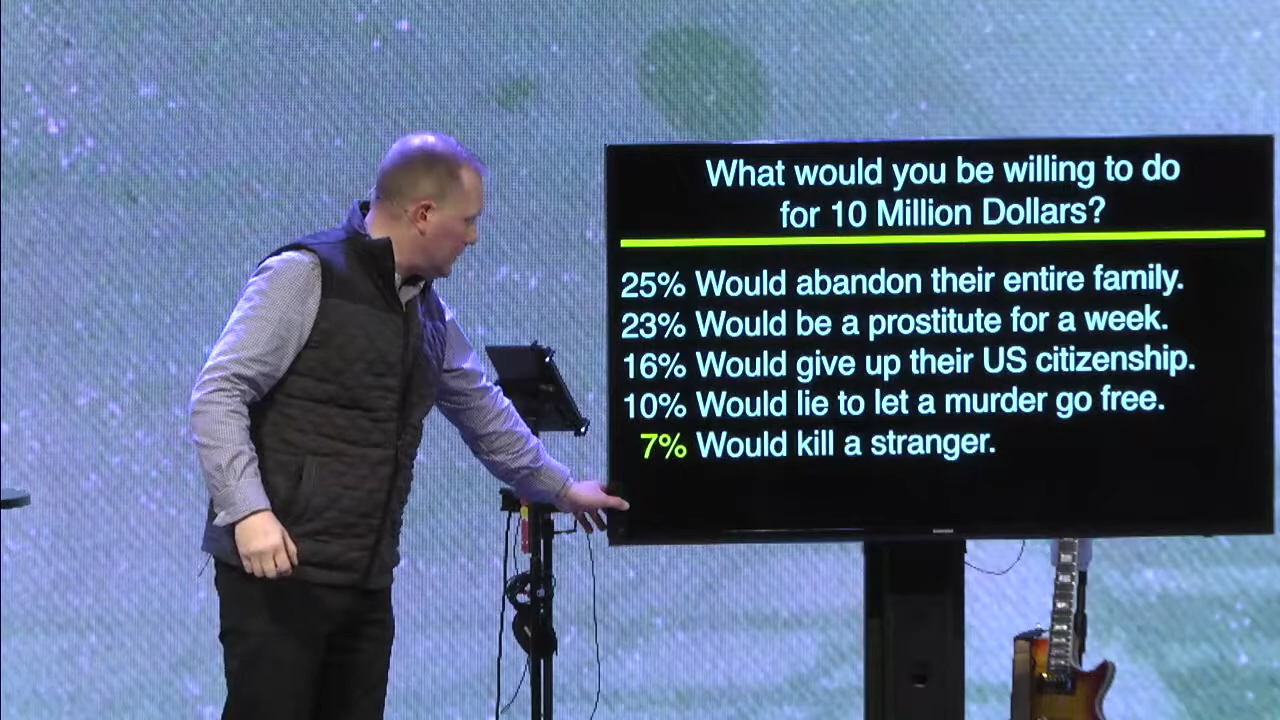 What would you be willing to do
for 10 Million Dollars?
25% Would abandon their entire family.
23% Would be a prostitute for a week.
16% Would give up their US citizenship.
10% Would lie to let a murder go free.
7% Would kill a stranger.